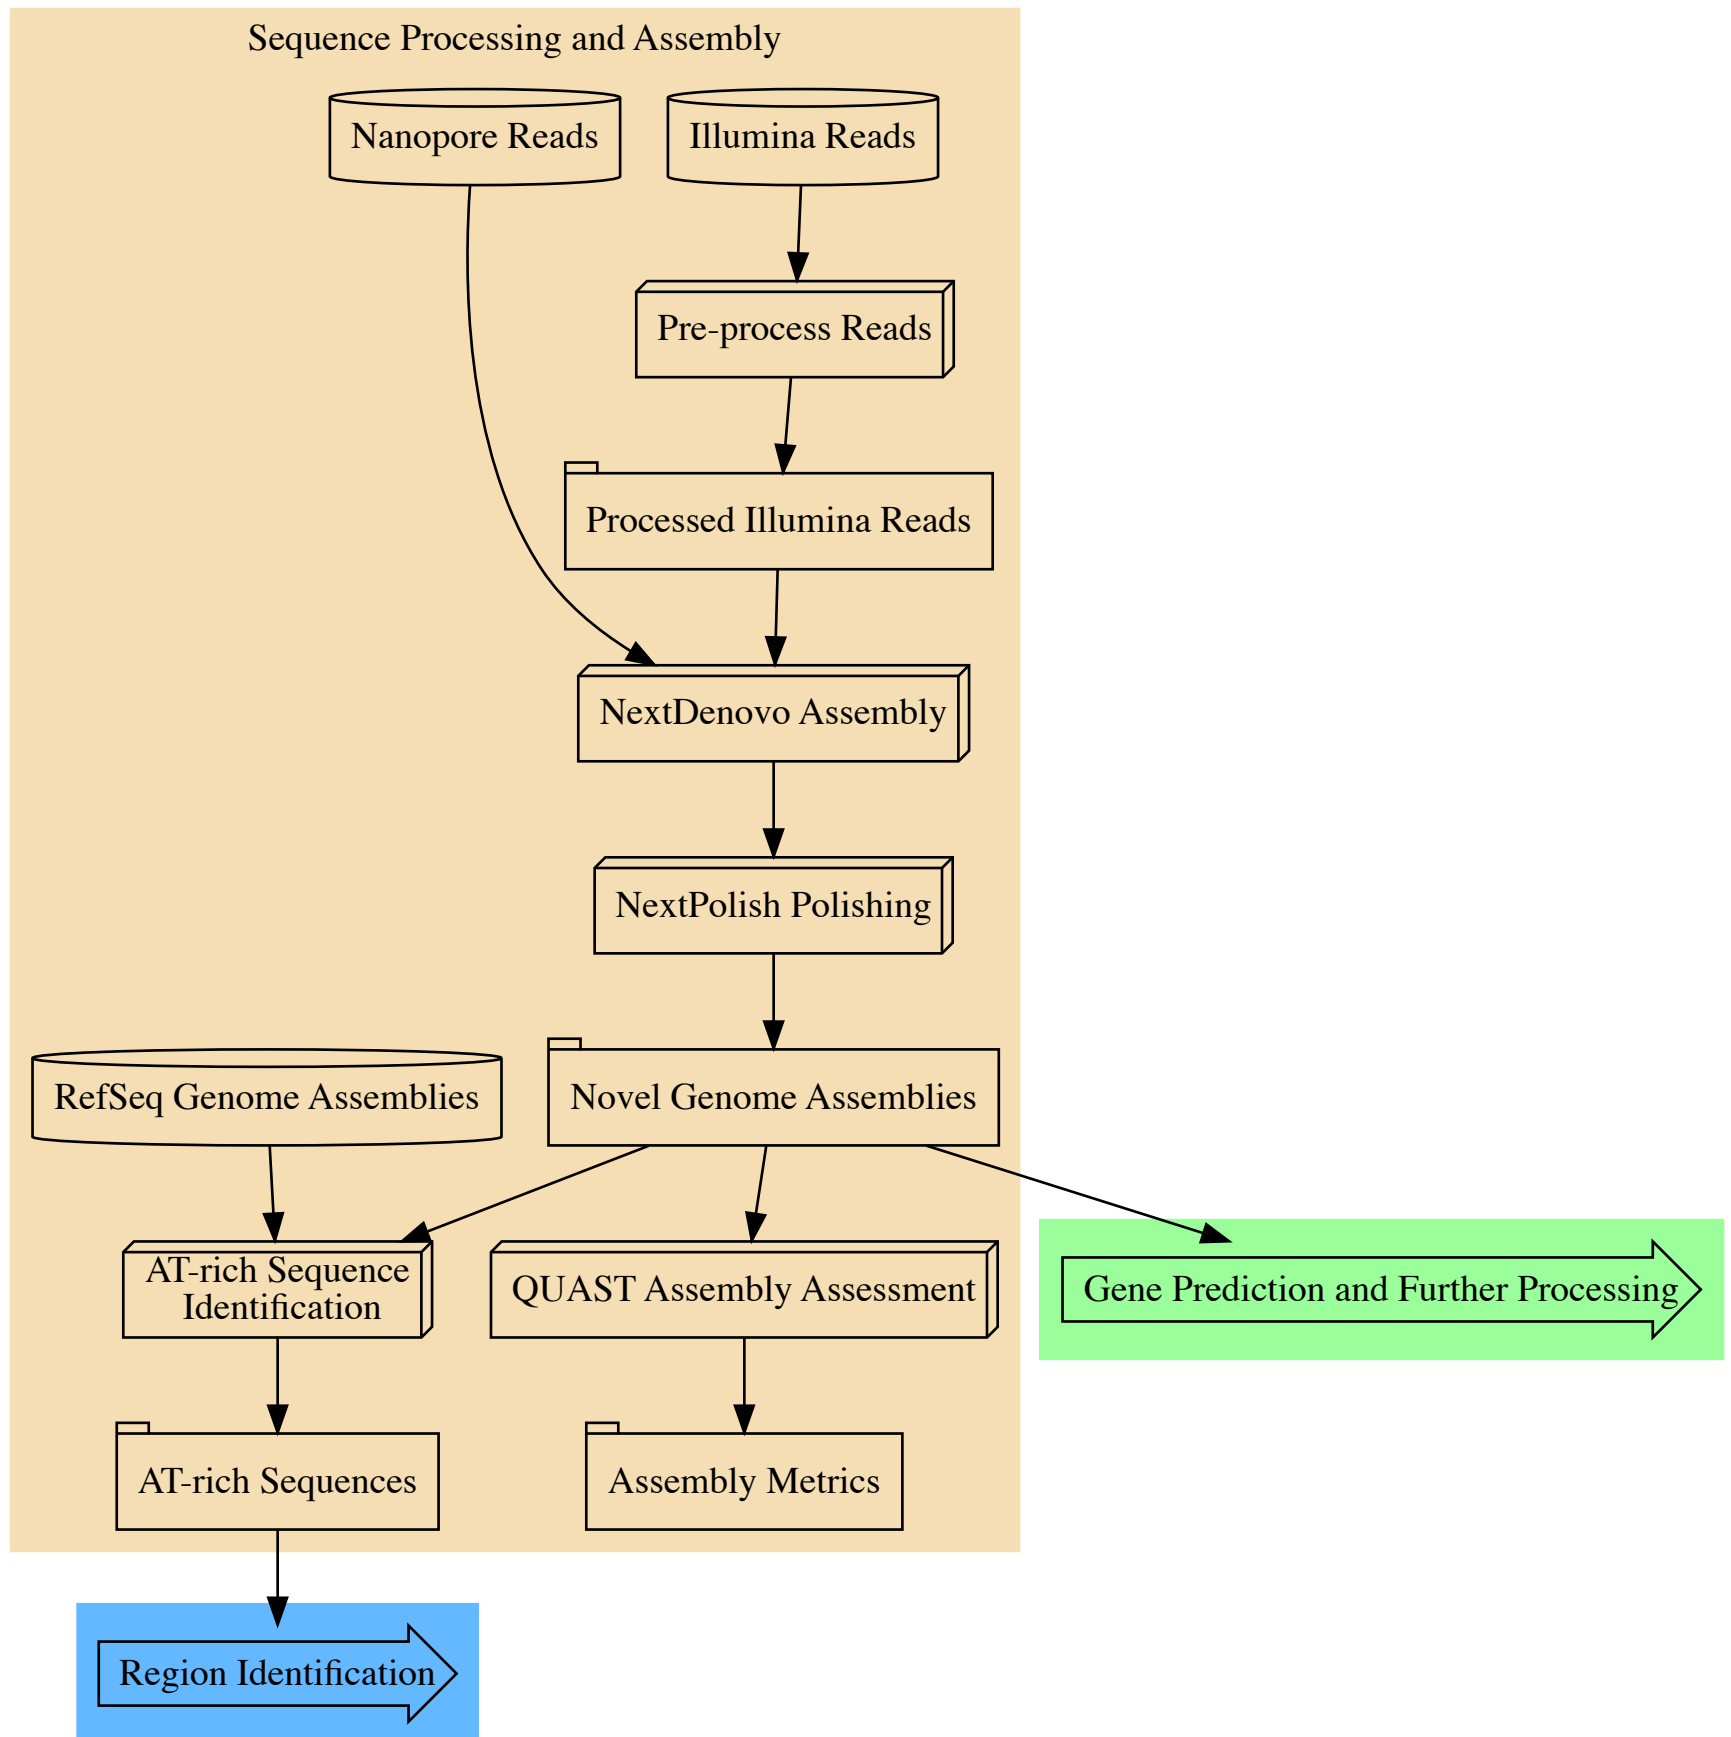 Sequence Processing and Assembly
Nanopore Reads
Illumina Reads
Pre-process Reads
Processed Illumina Reads
NextDenovo Assembly
NextPolish Polishing
RefSeq Genome Assemblies
Novel Genome Assemblies
AT-rich Sequence
Identification
QUAST Assembly Assessment
Gene Prediction and Further Processing
AT-rich Sequences
Assembly Metrics
Region Identification